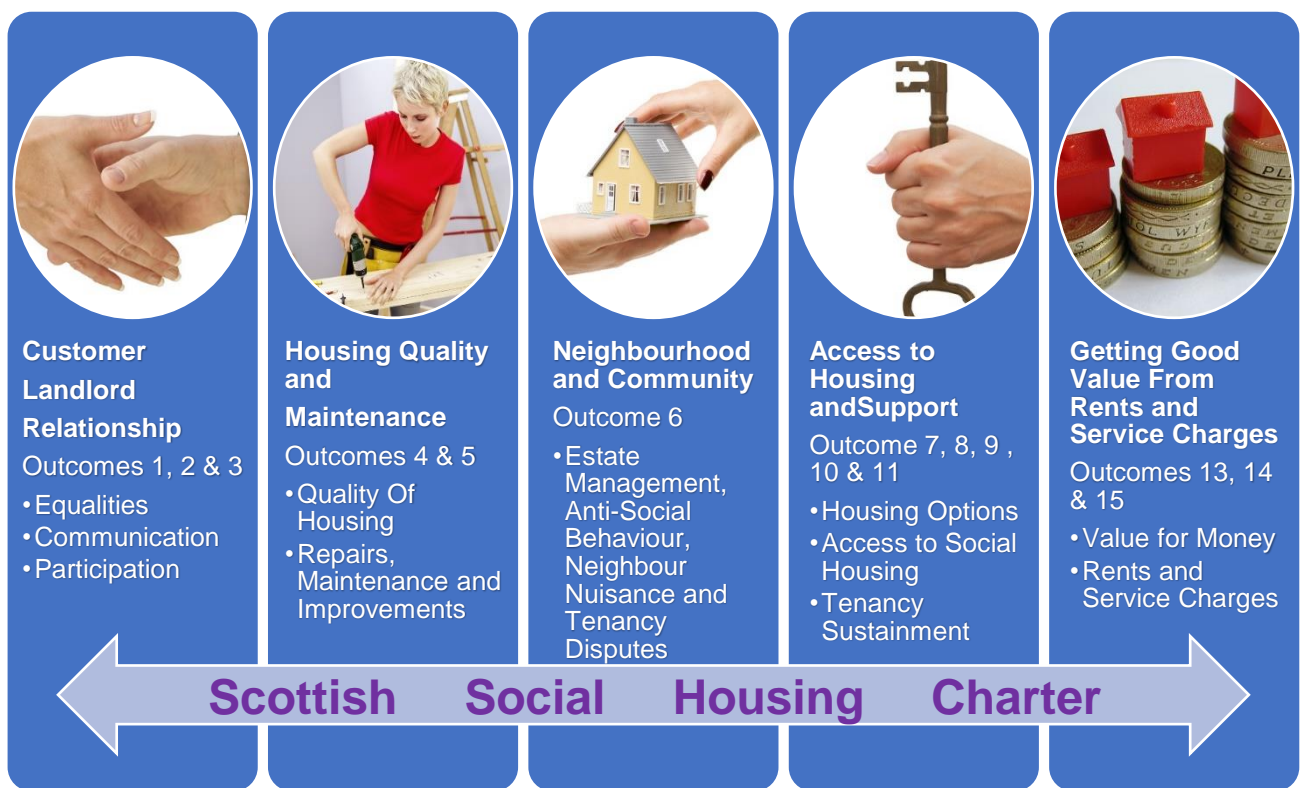 Customer
Landlord
Relationship
Outcomes 1, 2 & 3
•Equalities
•Communication
•Participation
Housing Quality
and
Maintenance
Outcomes 4 & 5
•Quality Of
Housing
•Repairs,
Maintenance and
Improvements
Neighbourhood
and Community
Outcome 6
•Estate
Management,
Anti-Social
Behaviour,
Neighbour
Nuisance and
Tenancy
Disputes
Access to
Housing
andSupport
Outcome 7, 8, 9 ,
10 & 11
•Housing Options
•Access to Social
Housing
•Tenancy
Sustainment
Getting Good
Value From
Rents and
Service Charges
Outcomes 13, 14
& 15
•Value for Money
•Rents and
Service Charges
Scottish Social Housing Charter